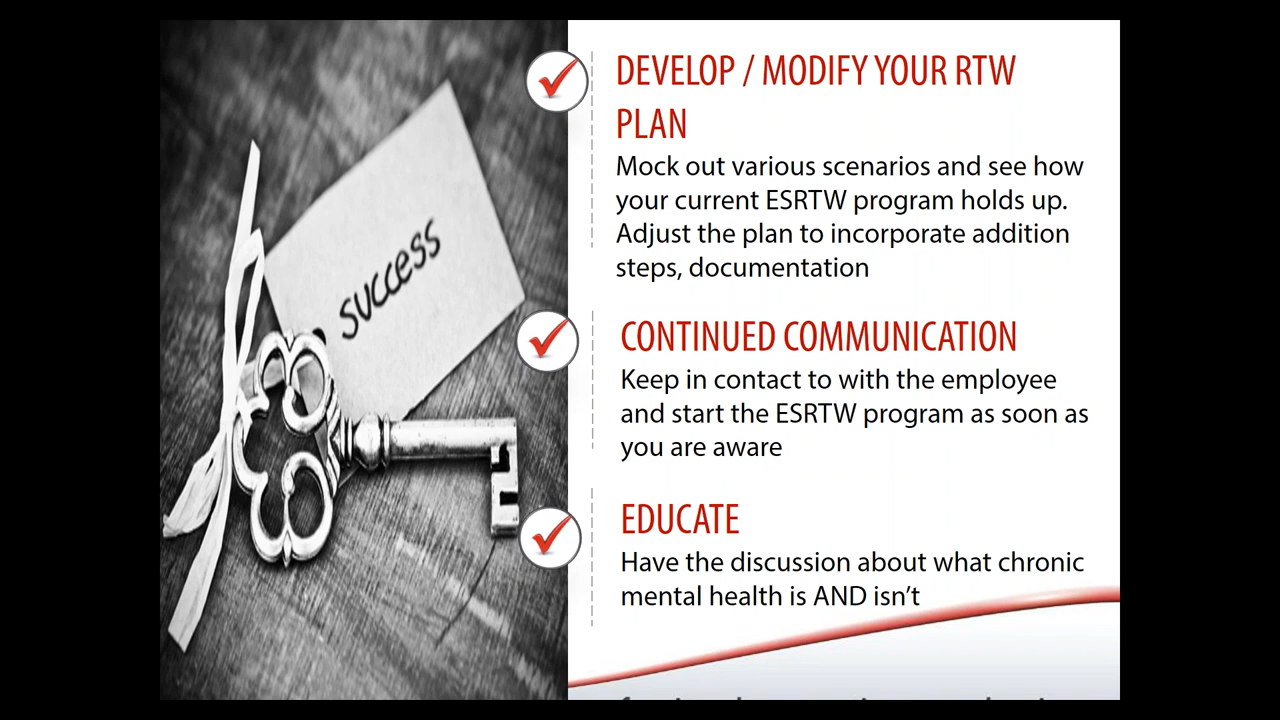 success
DEVELOP / MODIFY YOUR RTW
PLAN
Mock out various scenarios and see how
your current ESRTW program holds up.
Adjust the plan to incorporate addition
steps, documentation
CONTINUED COMMUNICATION
Keep in contact to with the employee
and start the ESRTW program as soon as
you are aware
EDUCATE
Have the discussion about what chronic
mental health is AND isn’t